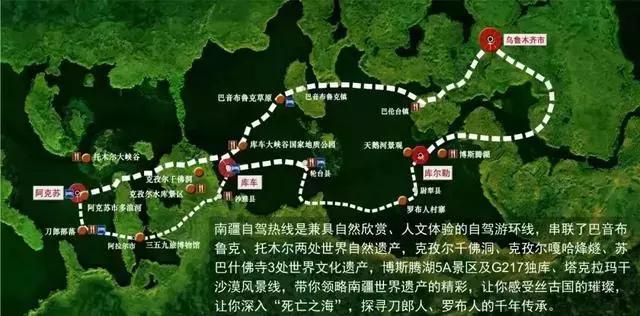 乌鲁木齐市
巴音布鲁克草原
巴音布鲁克镇
巴伦台镇
库车大峡谷国家地质公园
托木尔大峡谷
天鹅河景观
博斯腾湖
克孜尔千佛洞
轮台县
库尔勒
阿克苏
克孜尔水库景区
库车
尉犁县
沙雅县
阿克苏市多浪河
罗布人村寨
刀郎部落
阿拉尔市
三五九旅博物馆
南疆自驾热线是兼具自然欣赏、人文体验的自驾游环线，串联了巴音布
鲁克、托木尔两处世界自然遗产，克孜尔千佛洞、克孜尔嘎哈烽燧、苏
巴什佛寺3处世界文化遗产，博斯腾湖5A景区及G217独库、塔克拉玛干
沙漠风景线，带你领略南疆世界遗产的精彩，让你感受丝古国的璀璨，
让你深入“死亡之海”，探寻刀郎人、罗布人的千年传承。